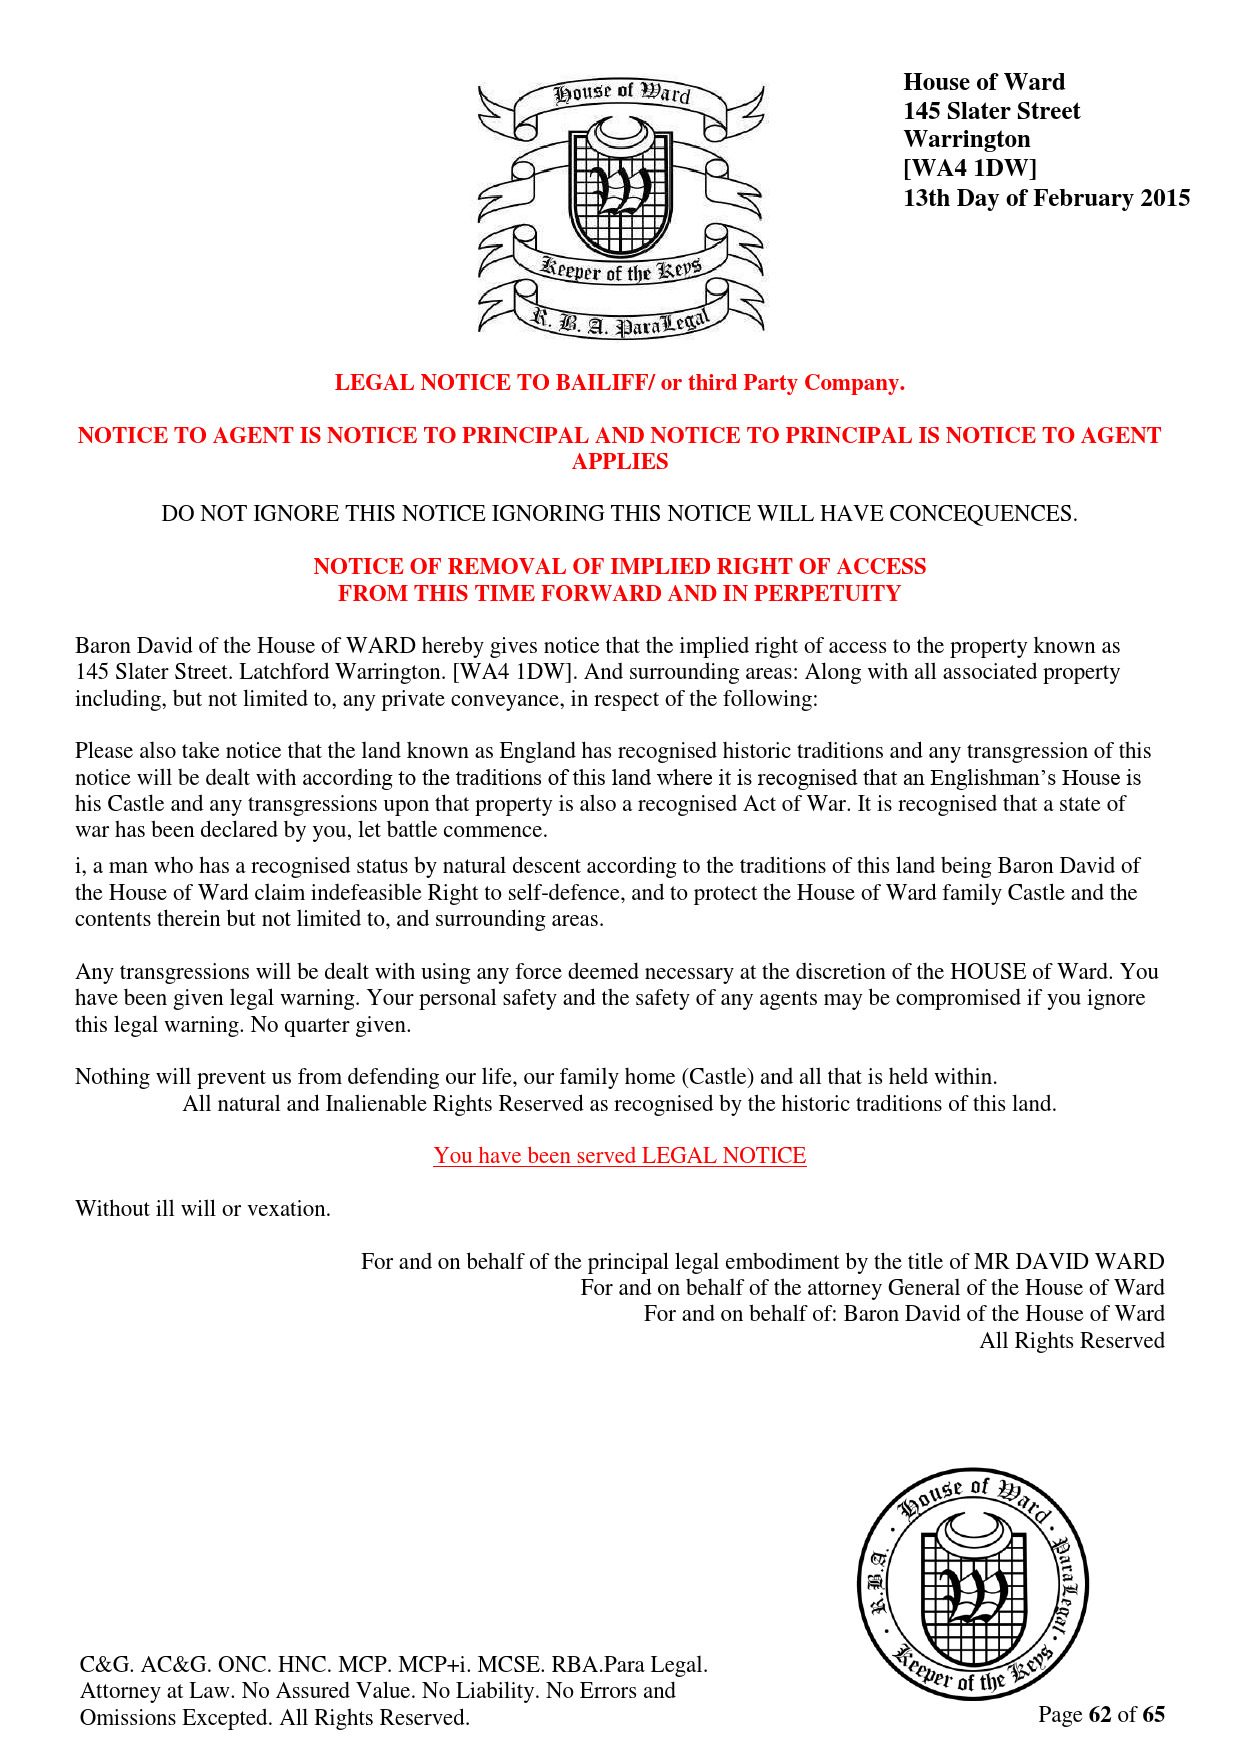 House of Ward
Keeper of the Keys
R. B. A. ParaLegal
House of Ward
145 Slater Street
Warrington
[WA4 1DW]
13th Day of February 2015
LEGAL NOTICE TO BAILIFF/ or third Party Company.
NOTICE TO AGENT IS NOTICE TO PRINCIPAL AND NOTICE TO PRINCIPAL IS NOTICE TO AGENT
APPLIES
DO NOT IGNORE THIS NOTICE IGNORING THIS NOTICE WILL HAVE CONCEQUENCES.
NOTICE OF REMOVAL OF IMPLIED RIGHT OF ACCESS
FROM THIS TIME FORWARD AND IN PERPETUITY
Baron David of the House of WARD hereby gives notice that the implied right of access to the property known as
145 Slater Street. Latchford Warrington. [WA4 1DW]. And surrounding areas: Along with all associated property
including, but not limited to, any private conveyance, in respect of the following:
Please also take notice that the land known as England has recognised historic traditions and any transgression of this
notice will be dealt with according to the traditions of this land where it is recognised that an Englishman’s House is
his Castle and any transgressions upon that property is also a recognised Act of War. It is recognised that a state of
war has been declared by you, let battle commence.
i, a man who has a recognised status by natural descent according to the traditions of this land being Baron David of
the House of Ward claim indefeasible Right to self-defence, and to protect the House of Ward family Castle and the
contents therein but not limited to, and surrounding areas.
Any transgressions will be dealt with using any force deemed necessary at the discretion of the HOUSE of Ward. You
have been given legal warning. Your personal safety and the safety of any agents may be compromised if you ignore
this legal warning. No quarter given.
Nothing will prevent us from defending our life, our family home (Castle) and all that is held within.
All natural and Inalienable Rights Reserved as recognised by the historic traditions of this land.
You have been served LEGAL NOTICE
Without ill will or vexation.
For and on behalf of the principal legal embodiment by the title of MR DAVID WARD
For and on behalf of the attorney General of the House of Ward
For and on behalf of: Baron David of the House of Ward
All Rights Reserved
· House of Ward · ParaLegal · Keeper of the Keys · R.B.A.
W
C&G. AC&G. ONC. HNC. MCP. MCP+i. MCSE. RBA.Para Legal.
Attorney at Law. No Assured Value. No Liability. No Errors and
Omissions Excepted. All Rights Reserved.
Page 62 of 65